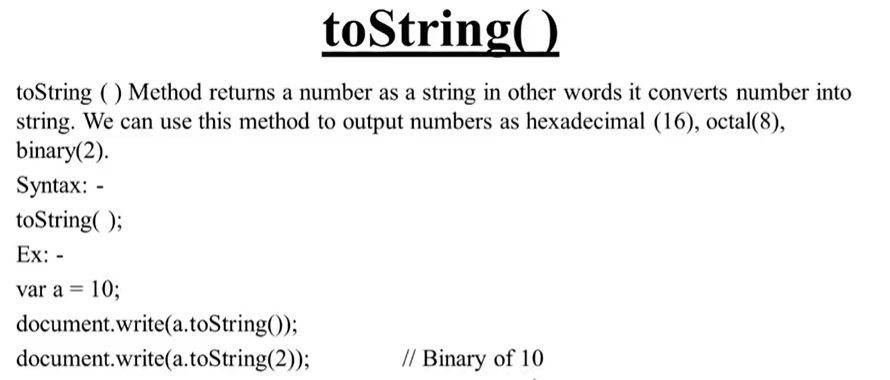 toString( )
toString ( ) Method returns a number as a string in other words it converts number into
string. We can use this method to output numbers as hexadecimal (16), octal(8),
binary(2).
Syntax: -
toString( );
Ex: -
var a = 10;
document.write(a.toString());
document.write(a.toString(2)); // Binary of 10